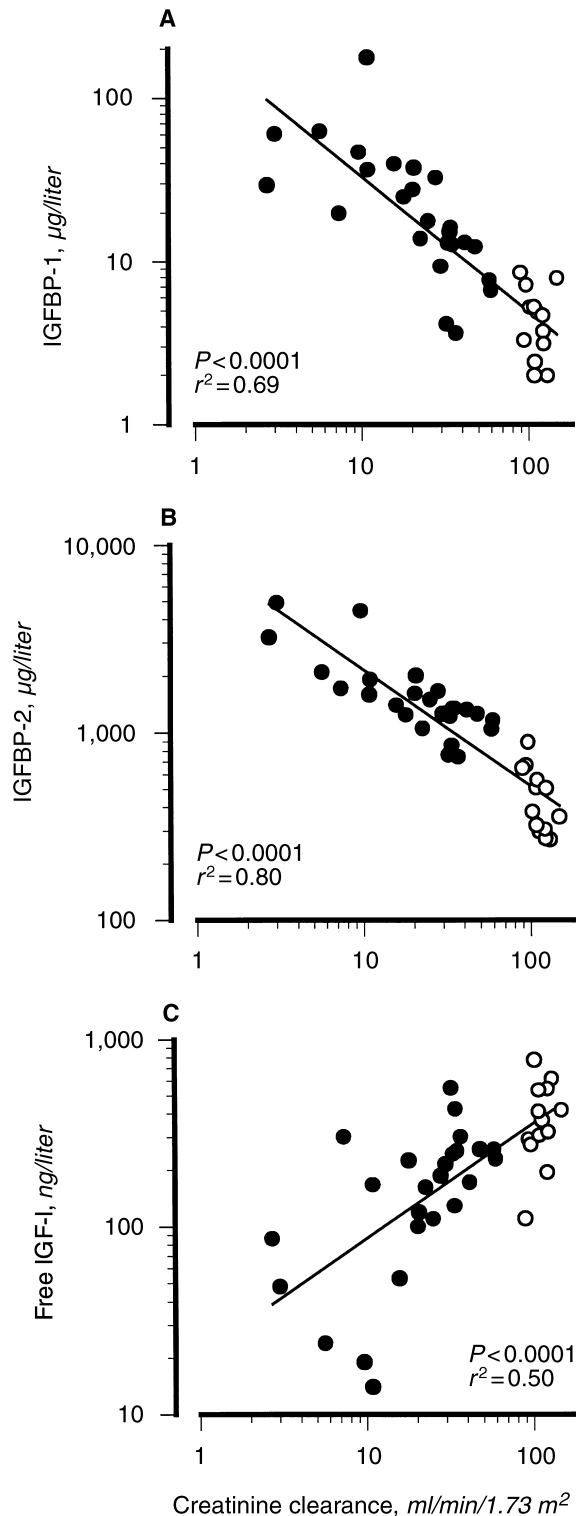 A
IGFBP-1, µg/liter
100
10
1
P<0.0001
r²=0.69
1 10 100
B
IGFBP-2, µg/liter
10,000
1,000
100
P<0.0001
r²=0.80
1 10 100
C
Free IGF-I, ng/liter
1,000
100
10
P<0.0001
r²=0.50
1 10 100
Creatinine clearance, ml/min/1.73 m²